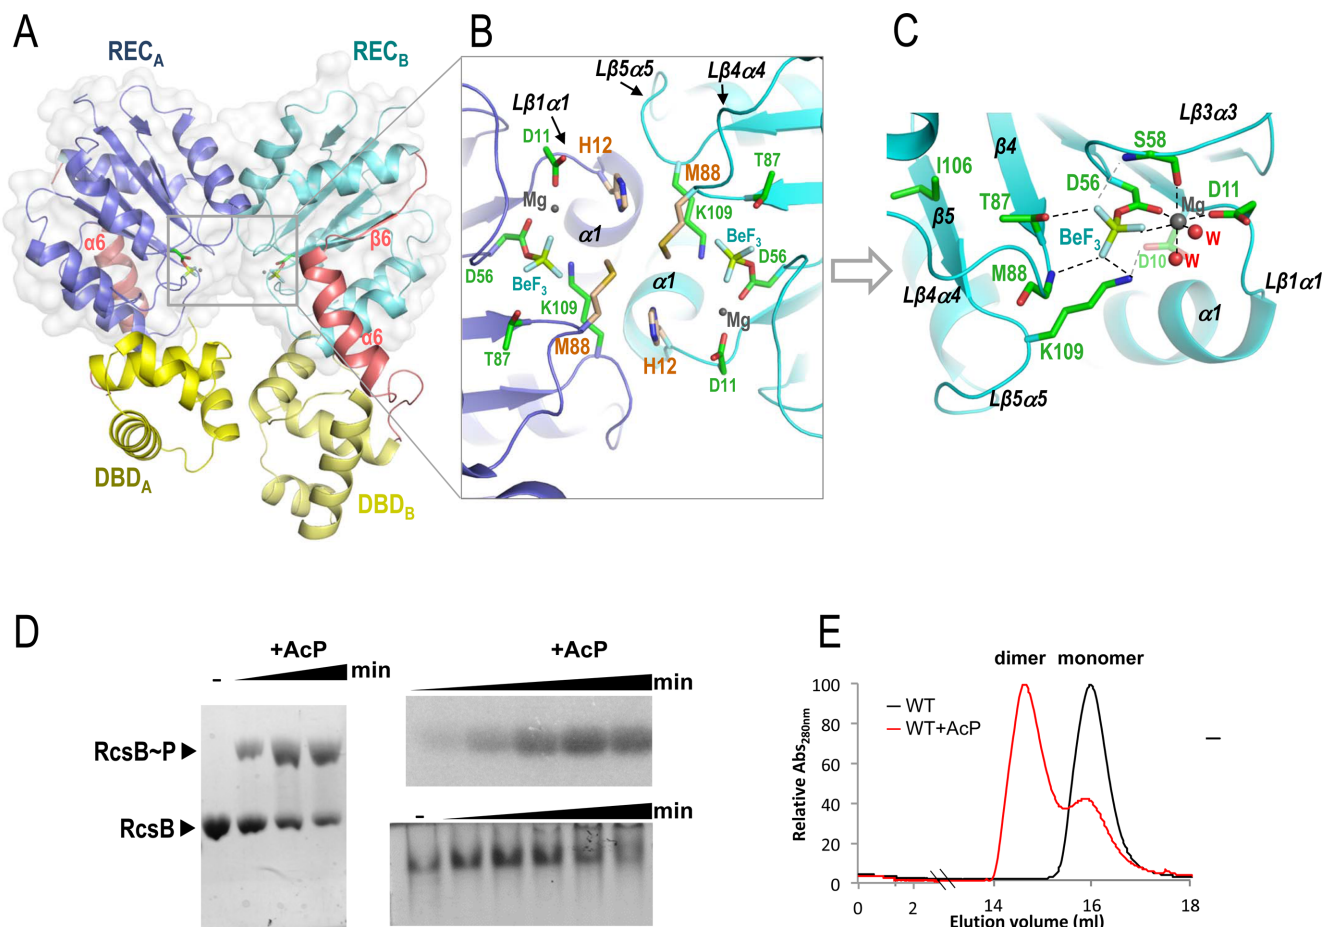 A
REC_A
REC_B
α6
β6
α6
DBD_A
DBD_B
B
Lβ5α5
Lβ4α4
Lβ1α1
D11
H12
T87
M88
Mg
K109
α1
D56
BeF3
D56
α1
K109
Mg
T87
M88
H12
D11
C
Lβ3α3
S58
β4
I106
D56
D11
Mg
T87
β5
BeF3
W
D10
W
M88
Lβ4α4
Lβ1α1
α1
K109
Lβ5α5
D
+AcP
- min
RcsB~P
RcsB
+AcP
min
- min
E
dimer monomer
100
80
60
40
20
0
Relative Abs280nm
WT
WT+AcP
–
0 2 14 16 18
Elution volume (ml)